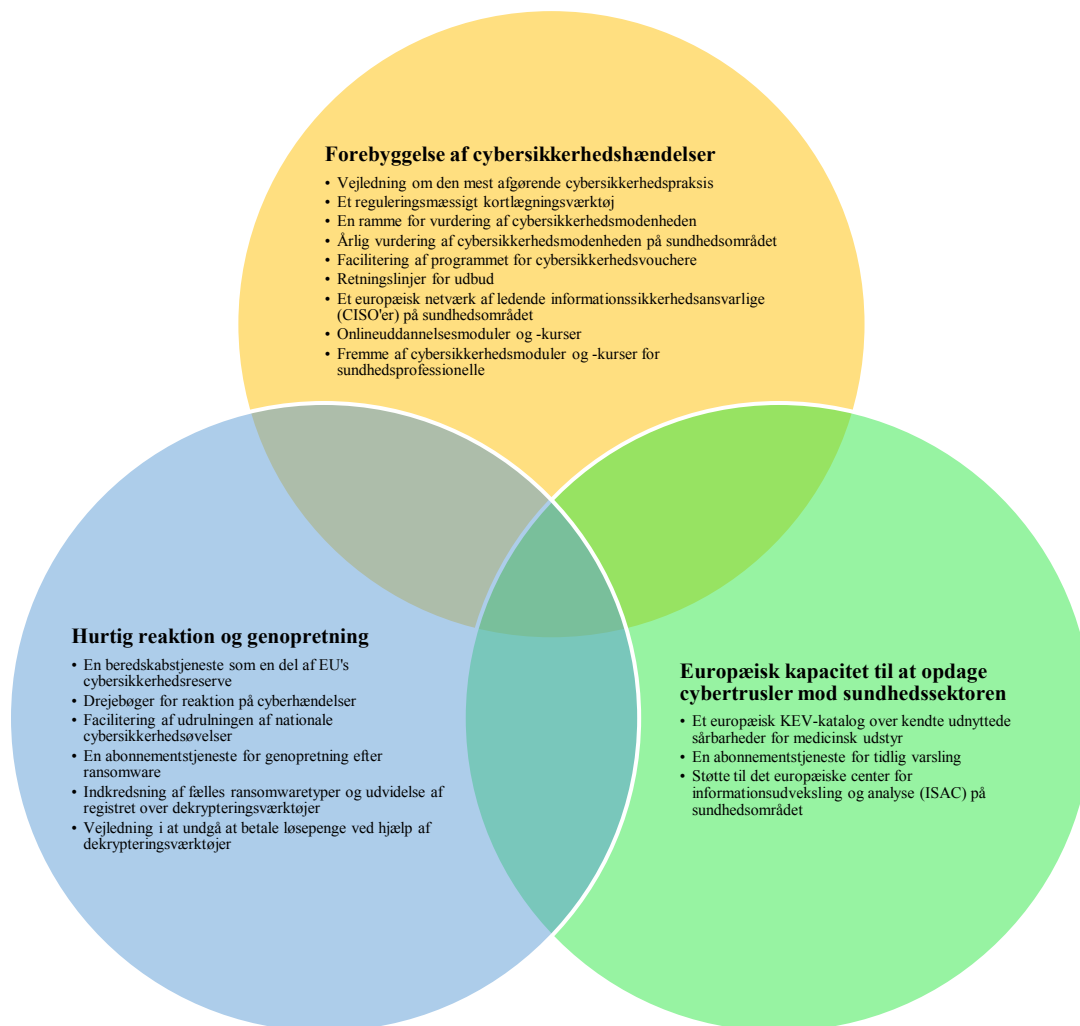 Forebyggelse af cybersikkerhedshændelser
• Vejledning om den mest afgørende cybersikkerhedspraksis
• Et reguleringsmæssigt kortlægningsværktøj
• En ramme for vurdering af cybersikkerhedsmodenheden
• Årlig vurdering af cybersikkerhedsmodenheden på sundhedsområdet
• Facilitering af programmet for cybersikkerhedsvouchere
• Retningslinjer for udbud
• Et europæisk netværk af ledende informationssikkerhedsansvarlige
(CISO'er) på sundhedsområdet
• Onlineuddannelsesmoduler og -kurser
• Fremme af cybersikkerhedsmoduler og -kurser for
sundhedsprofessionelle
Hurtig reaktion og genopretning
• En beredskabstjeneste som en del af EU's
cybersikkerhedsreserve
• Drejebøger for reaktion på cyberhændelser
• Facilitering af udrulningen af nationale
cybersikkerhedsøvelser
• En abonnementstjeneste for genopretning efter
ransomware
• Indkredsning af fælles ransomwaretyper og udvidelse af
registret over dekrypteringsværktøjer
• Vejledning i at undgå at betale løsepenge ved hjælp af
dekrypteringsværktøjer
Europæisk kapacitet til at opdage
cybertrusler mod sundhedssektoren
• Et europæisk KEV-katalog over kendte udnyttede
sårbarheder for medicinsk udstyr
• En abonnementstjeneste for tidlig varsling
• Støtte til det europæiske center for
informationsudveksling og analyse (ISAC) på
sundhedsområdet